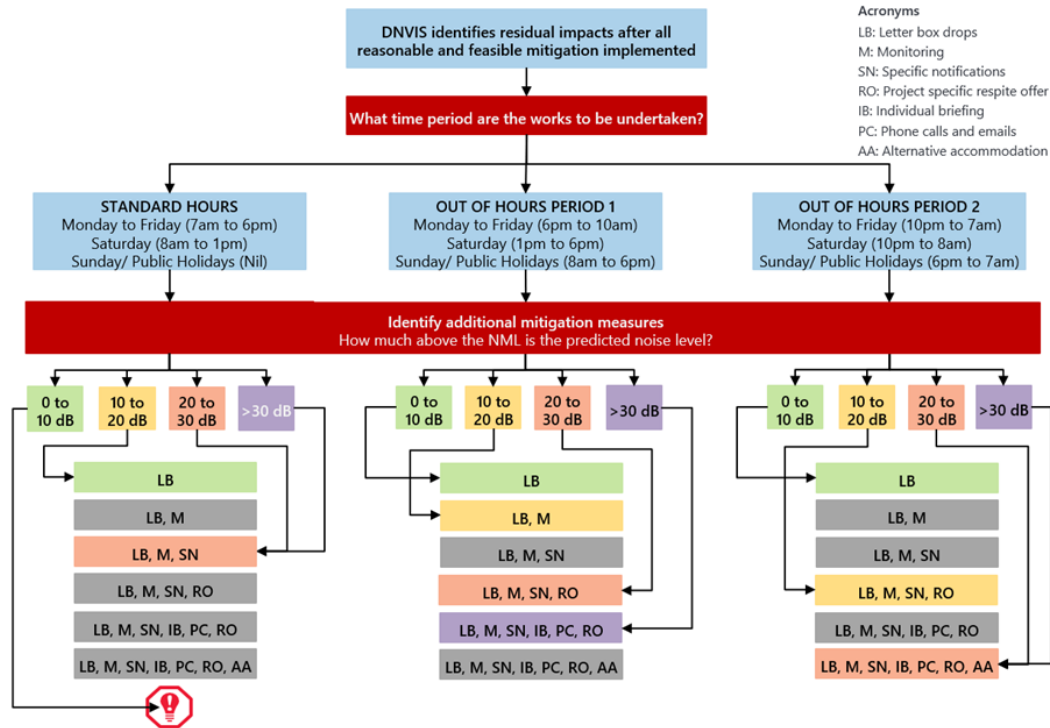 DNVIS identifies residual impacts after all
reasonable and feasible mitigation implemented
Acronyms
LB: Letter box drops
M: Monitoring
SN: Specific notifications
RO: Project specific respite offer
IB: Individual briefing
PC: Phone calls and emails
AA: Alternative accommodation
What time period are the works to be undertaken?
STANDARD HOURS
Monday to Friday (7am to 6pm)
Saturday (8am to 1pm)
Sunday/ Public Holidays (Nil)
OUT OF HOURS PERIOD 1
Monday to Friday (6pm to 10am)
Saturday (1pm to 6pm)
Sunday/ Public Holidays (8am to 6pm)
OUT OF HOURS PERIOD 2
Monday to Friday (10pm to 7am)
Saturday (10pm to 8am)
Sunday/ Public Holidays (6pm to 7am)
Identify additional mitigation measures
How much above the NML is the predicted noise level?
0 to
10 dB
10 to
20 dB
20 to
30 dB
>30 dB
0 to
10 dB
10 to
20 dB
20 to
30 dB
>30 dB
0 to
10 dB
10 to
20 dB
20 to
30 dB
>30 dB
LB
LB, M
LB, M, SN
LB, M, SN, RO
LB, M, SN, IB, PC, RO
LB, M, SN, IB, PC, RO, AA
LB
LB, M
LB, M, SN
LB, M, SN, RO
LB, M, SN, IB, PC, RO
LB, M, SN, IB, PC, RO, AA
LB
LB, M
LB, M, SN
LB, M, SN, RO
LB, M, SN, IB, PC, RO
LB, M, SN, IB, PC, RO, AA